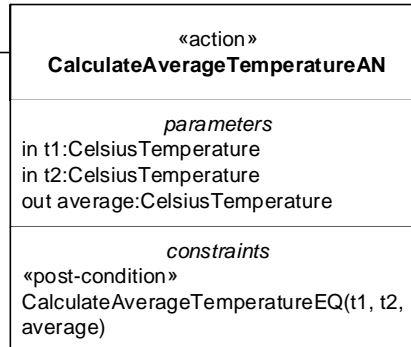 «action»
CalculateAverageTemperatureAN
parameters
in t1:CelsiusTemperature
in t2:CelsiusTemperature
out average:CelsiusTemperature
constraints
«post-condition»
CalculateAverageTemperatureEQ(t1, t2,
average)